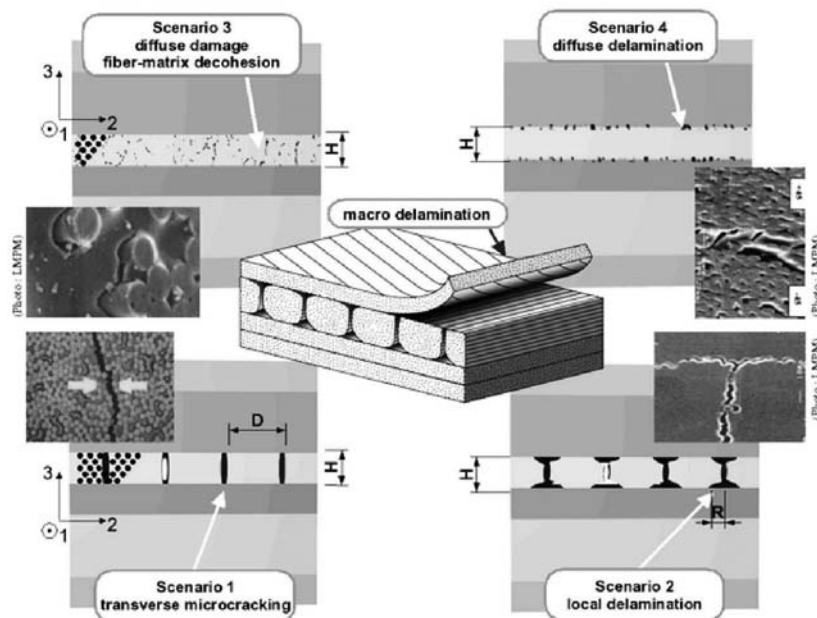 Scenario 3
diffuse damage
fiber-matrix decohesion
Scenario 4
diffuse delamination
3
2
1
H
H
macro delamination
(Photo : LMPM)
(Photo : LMPM)
(Photo : LMPM)
D
H
3
2
1
H
R
Scenario 1
transverse microcracking
Scenario 2
local delamination